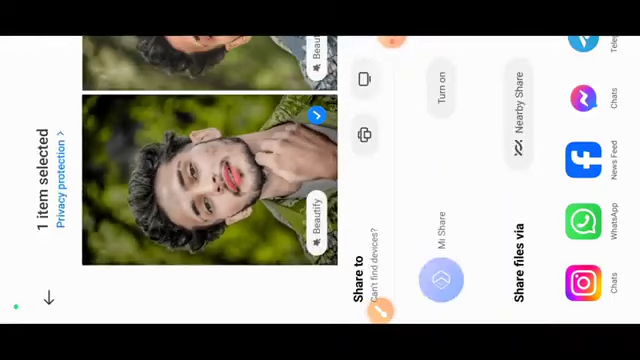 1 item selected
Privacy protection >
Beautify
Share to
Can't find devices?
Mi Share
Turn on
Share files via
Nearby Share
Chats
WhatsApp
News Feed
Chats